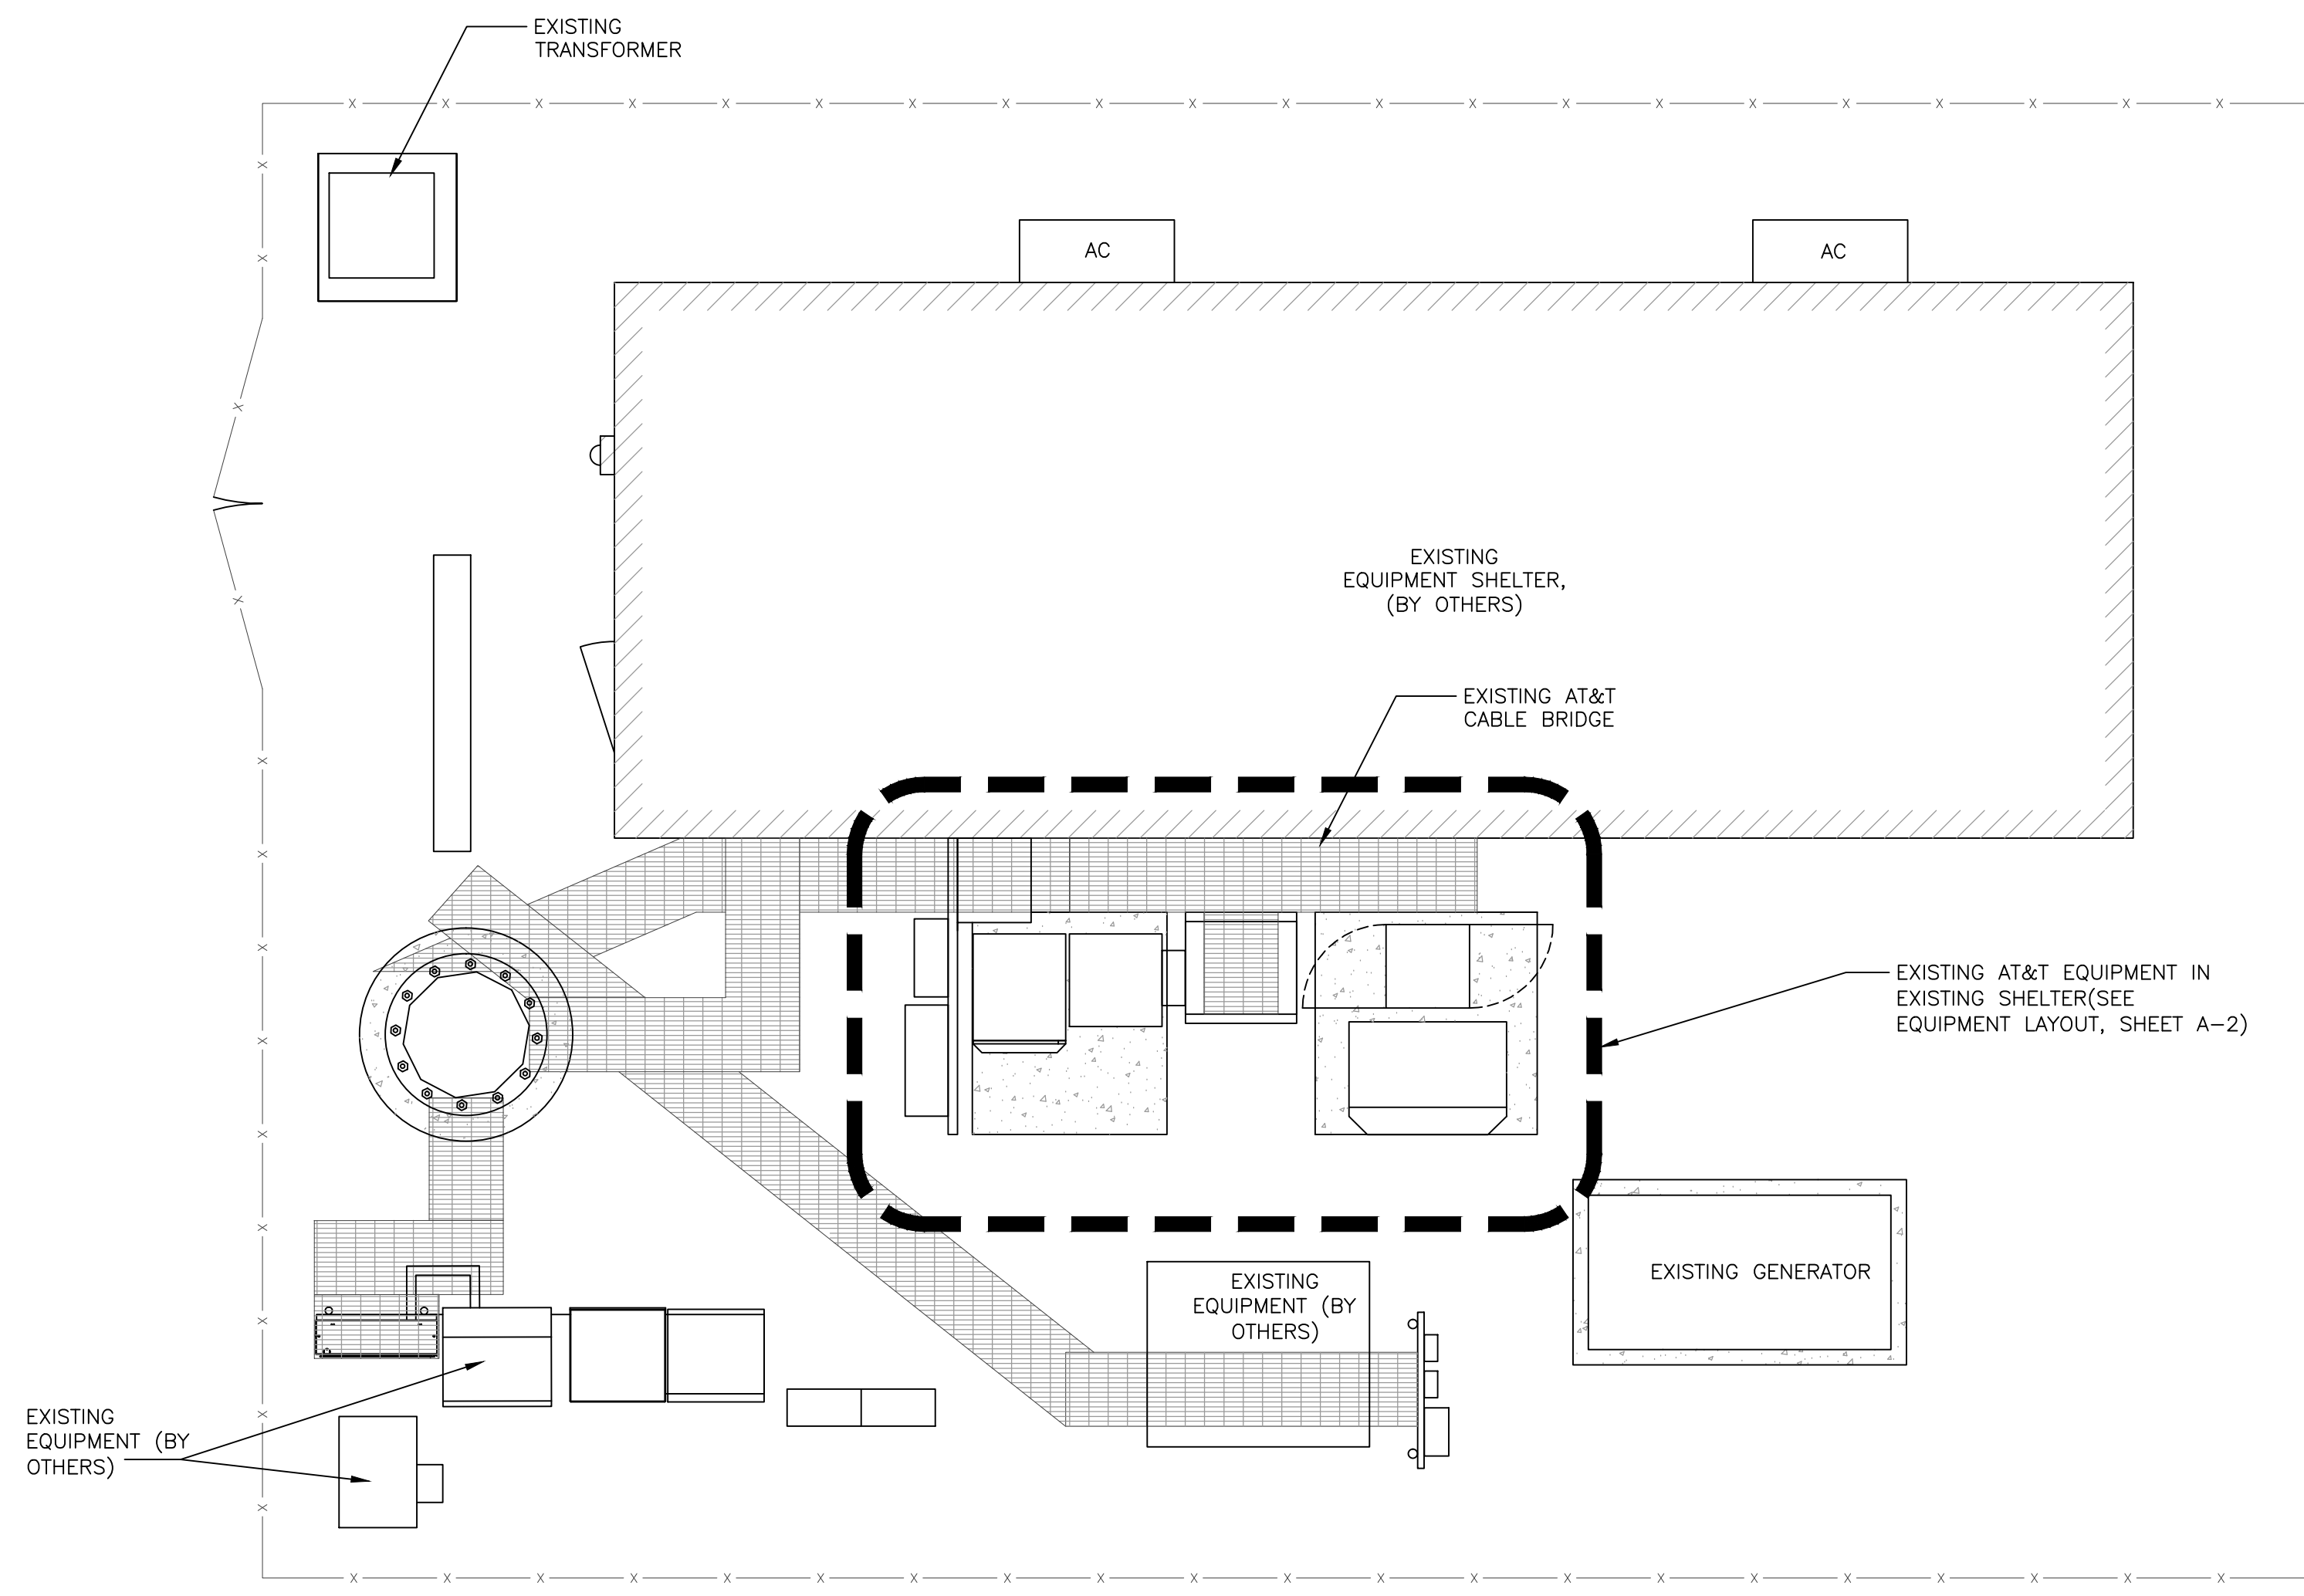 EXISTING
TRANSFORMER
AC
AC
EXISTING
EQUIPMENT SHELTER,
(BY OTHERS)
EXISTING AT&T
CABLE BRIDGE
EXISTING AT&T EQUIPMENT IN
EXISTING SHELTER(SEE
EQUIPMENT LAYOUT, SHEET A-2)
EXISTING GENERATOR
EXISTING
EQUIPMENT (BY
OTHERS)
EXISTING
EQUIPMENT (BY
OTHERS)